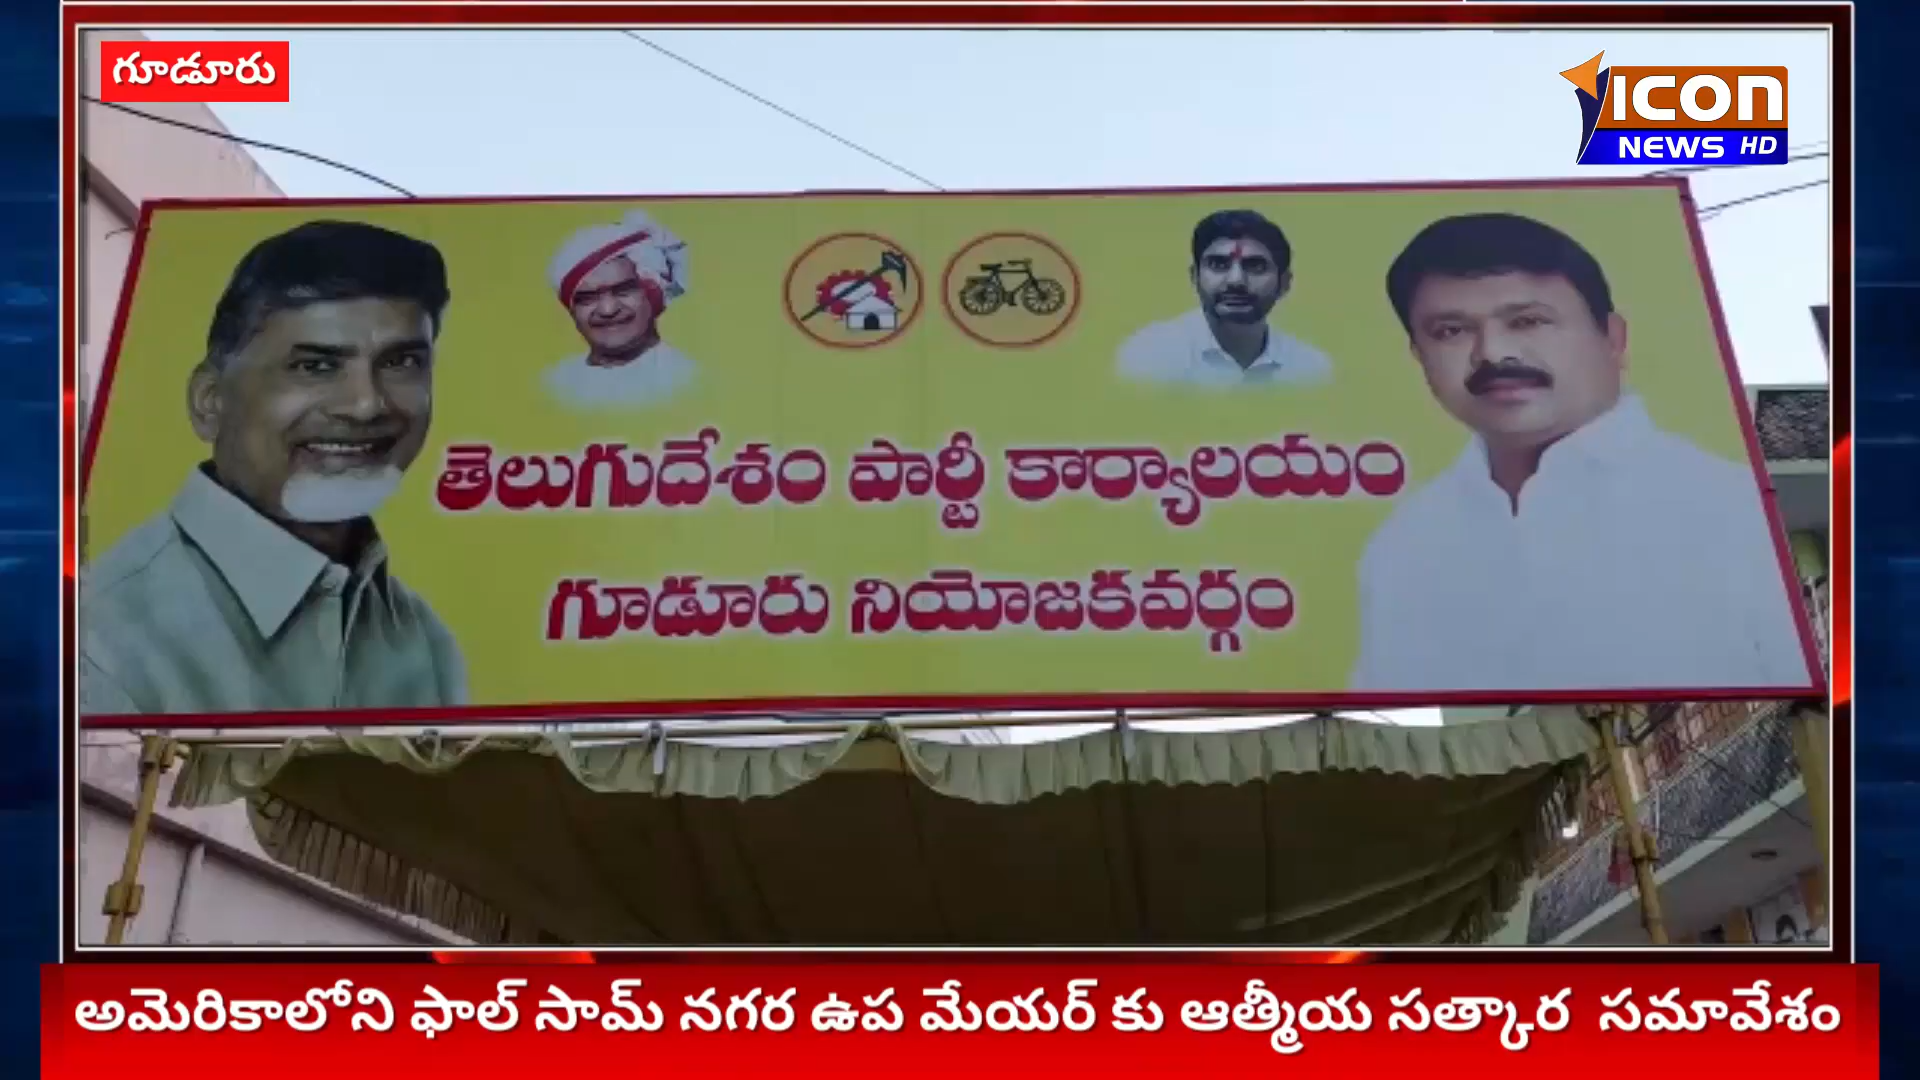 గూడూరు
ICON
NEWS HD
తెలుగుదేశం పార్టీ కార్యాలయం
గూడూరు నియోజకవర్గం
అమెరికాలోని ఫాల్ సామ్ నగర ఉప మేయర్ కు ఆత్మీయ సత్కార సమావేశం